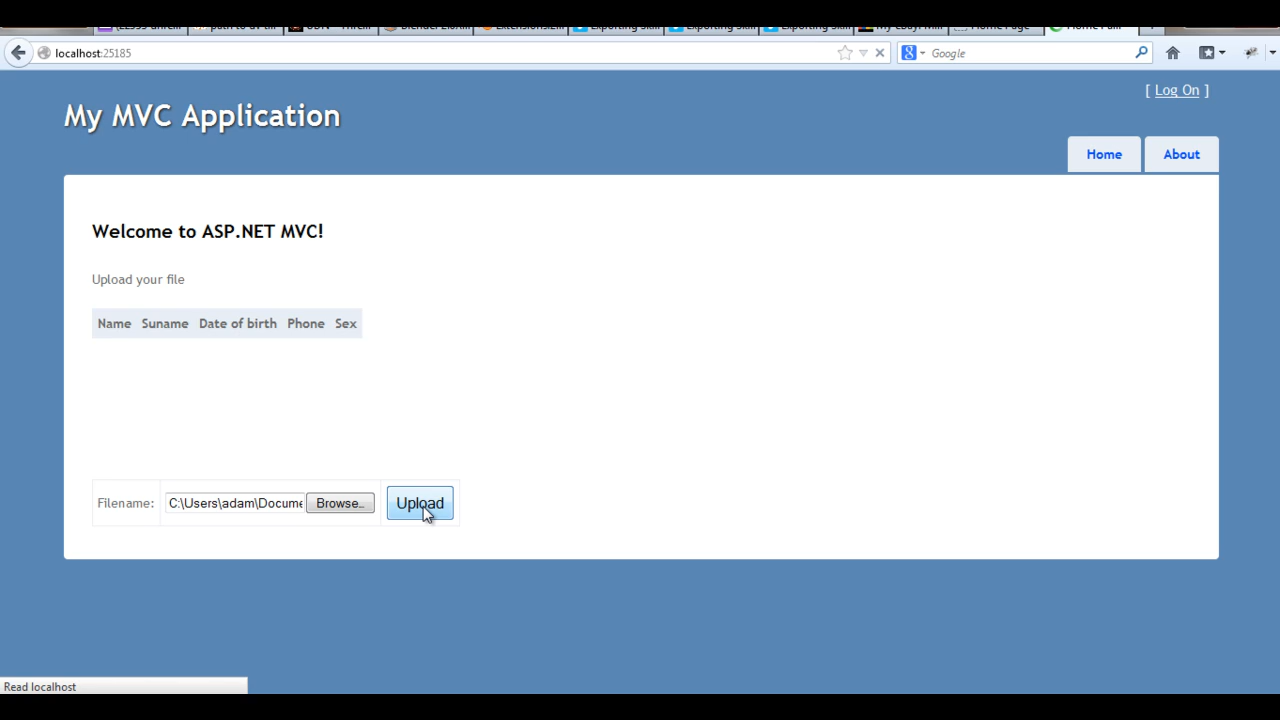 localhost:25185
Google
[ Log On ]
My MVC Application
Home About
Welcome to ASP.NET MVC!
Upload your file
Name Suname Date of birth Phone Sex
Filename: C:\Users\adam\Docume Browse… Upload
Read localhost